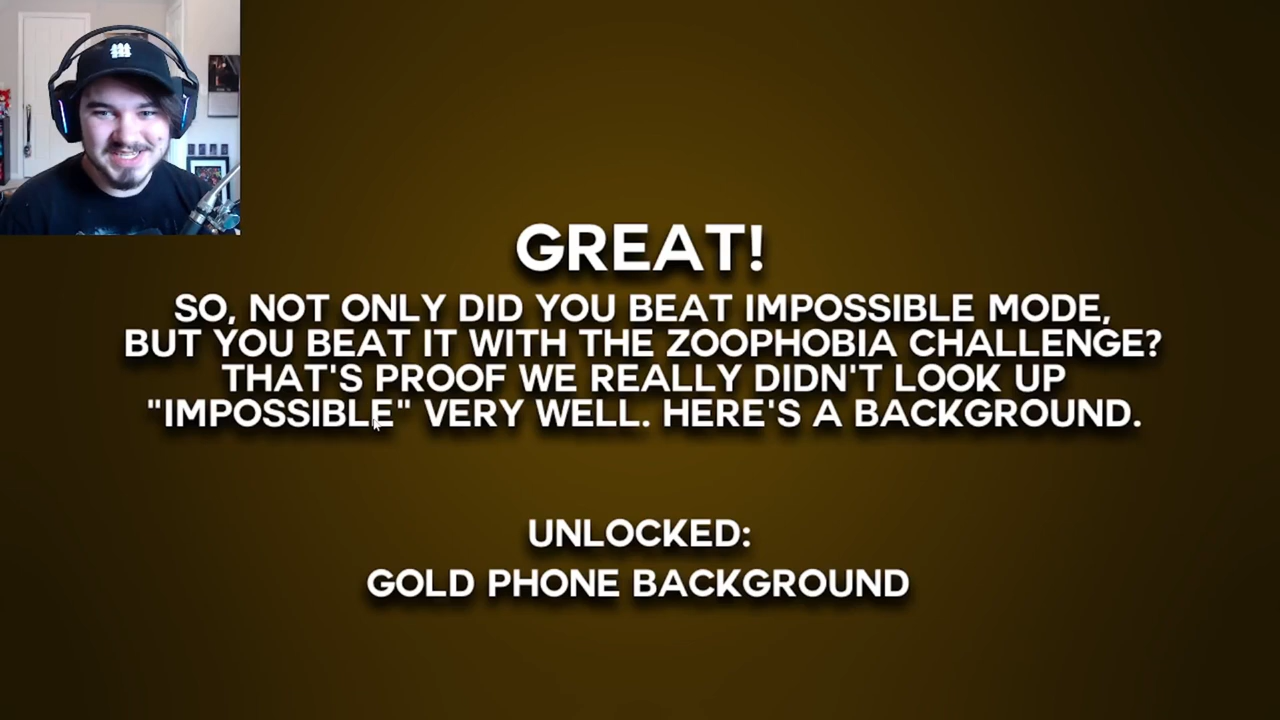 GREAT!
SO, NOT ONLY DID YOU BEAT IMPOSSIBLE MODE,
BUT YOU BEAT IT WITH THE ZOOPHOBIA CHALLENGE?
THAT'S PROOF WE REALLY DIDN'T LOOK UP
"IMPOSSIBLE" VERY WELL. HERE'S A BACKGROUND.
UNLOCKED:
GOLD PHONE BACKGROUND